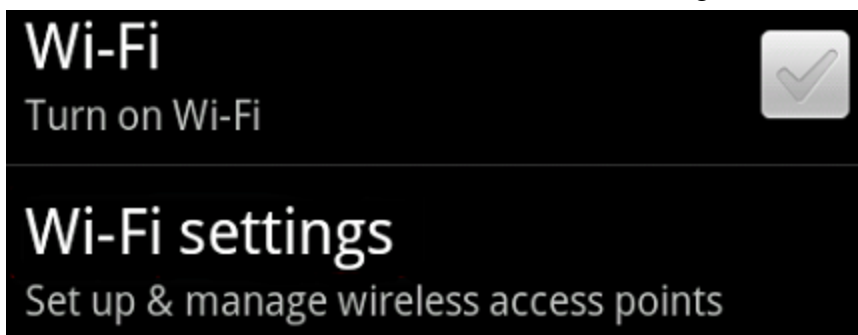 Wi-Fi
Turn on Wi-Fi
Wi-Fi settings
Set up & manage wireless access points